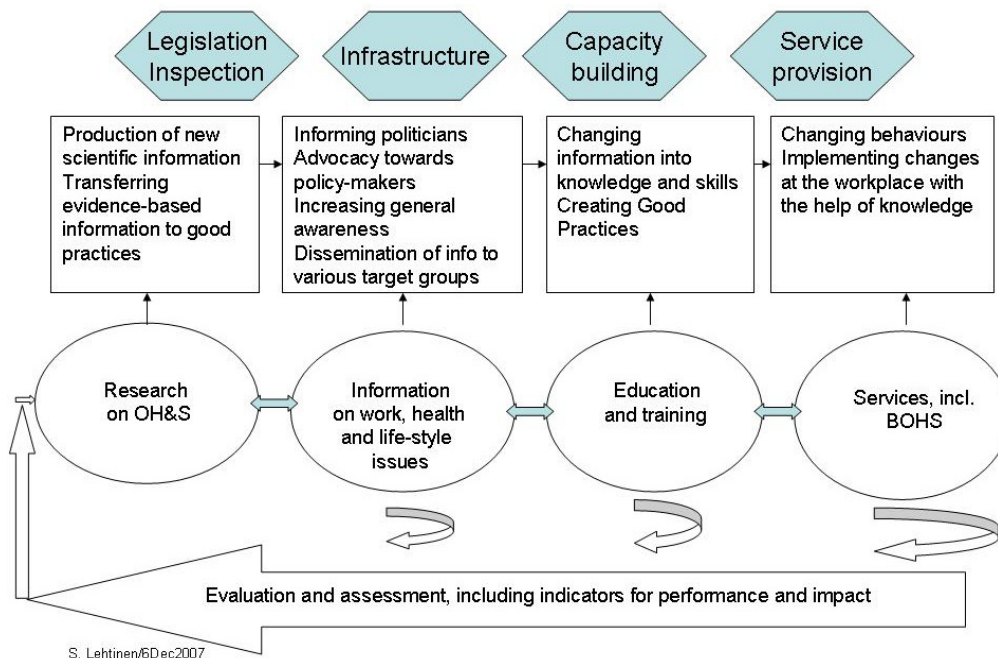 Legislation
Inspection
Infrastructure
Capacity
building
Service
provision
Production of new
scientific information
Transferring
evidence-based
information to good
practices
Informing politicians
Advocacy towards
policy-makers
Increasing general
awareness
Dissemination of info to
various target groups
Changing
information into
knowledge and skills
Creating Good
Practices
Changing behaviours
Implementing changes
at the workplace with
the help of knowledge
Research
on OH&S
Information
on work, health
and life-style
issues
Education
and training
Services, incl.
BOHS
Evaluation and assessment, including indicators for performance and impact
S. Lehtinen/6Dec2007